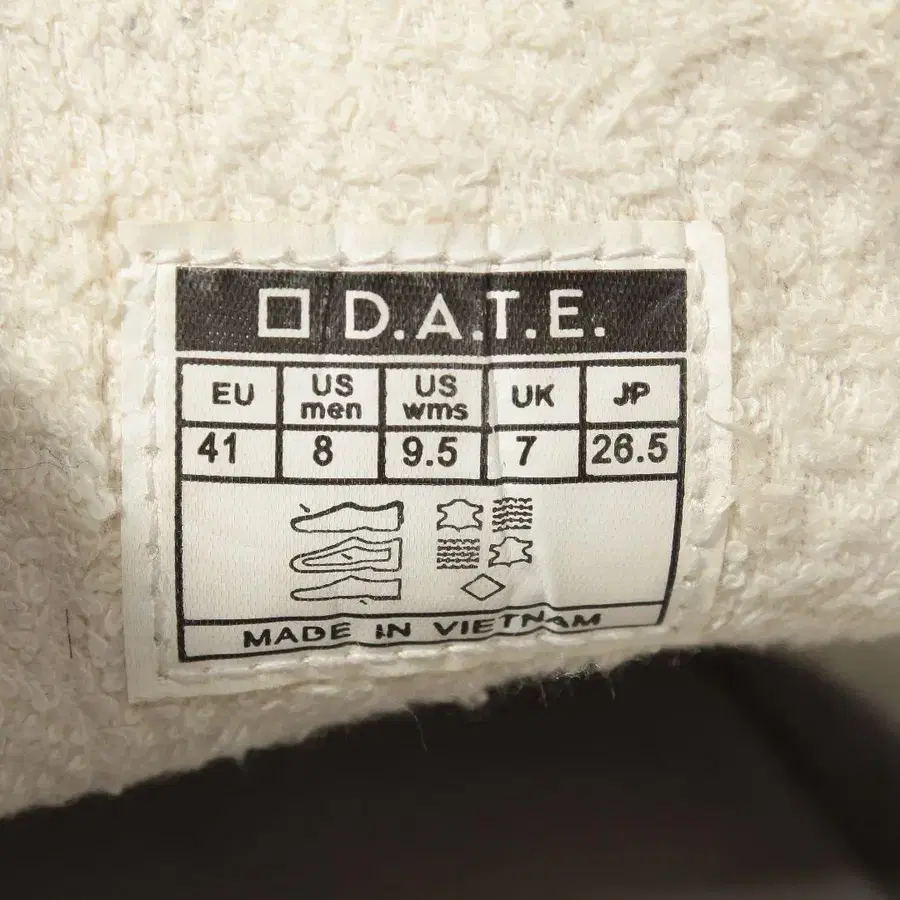 D.A.T.E.
EU US men US wms UK JP
41 8 9.5 7 26.5
MADE IN VIETNAM